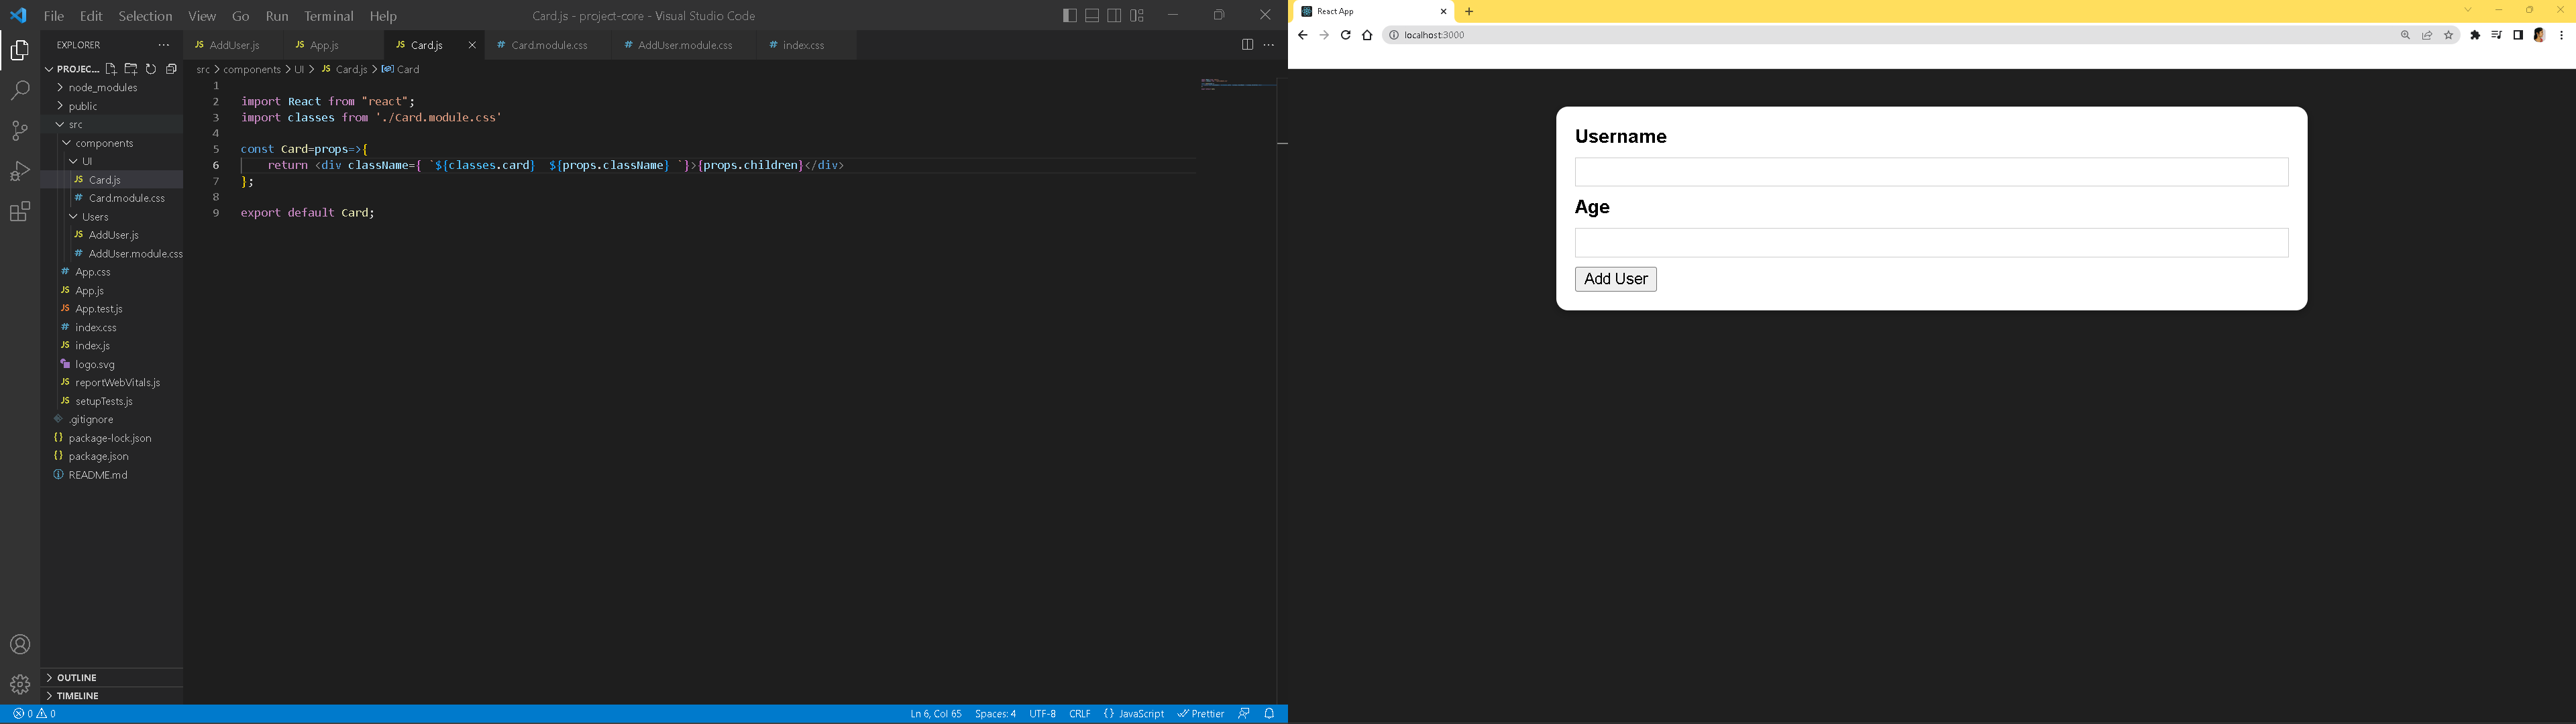 File Edit Selection View Go Run Terminal Help
Card.js - project-core - Visual Studio Code
EXPLORER
PROJEC...
node_modules
public
src
components
UI
JS Card.js
# Card.module.css
Users
JS AddUser.js
# AddUser.module.css
# App.css
JS App.js
JS App.test.js
# index.css
JS index.js
logo.svg
JS reportWebVitals.js
JS setupTests.js
.gitignore
{} package-lock.json
{} package.json
README.md
OUTLINE
TIMELINE
JS AddUser.js JS App.js JS Card.js # Card.module.css # AddUser.module.css # index.css
src > components > UI > JS Card.js > Card
1
2 import React from "react";
3 import classes from './Card.module.css'
4
5 const Card=props=>{
6 return <div className={ `${classes.card}  ${props.className} `}>{props.children}</div>
7 };
8
9 export default Card;
0 0 Ln 6, Col 65 Spaces: 4 UTF-8 CRLF {} JavaScript Prettier
React App
localhost:3000
Username
Age
Add User